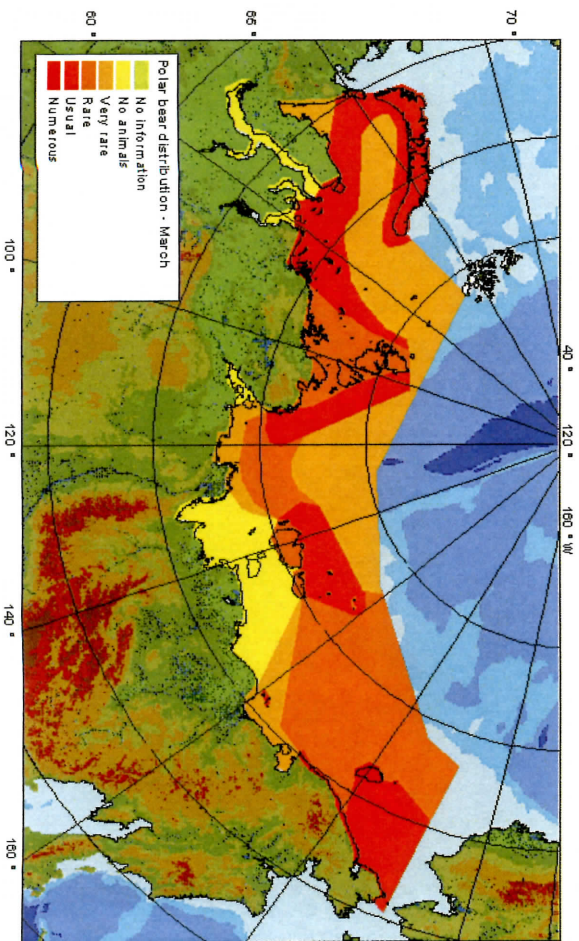 40 °
120 °
160 ° W
70 °
66 °
Polar bear distribution - March
No information
No animals
Very rare
Rare
Usual
Numerous
60 °
100 °
120 °
140 °
160 °